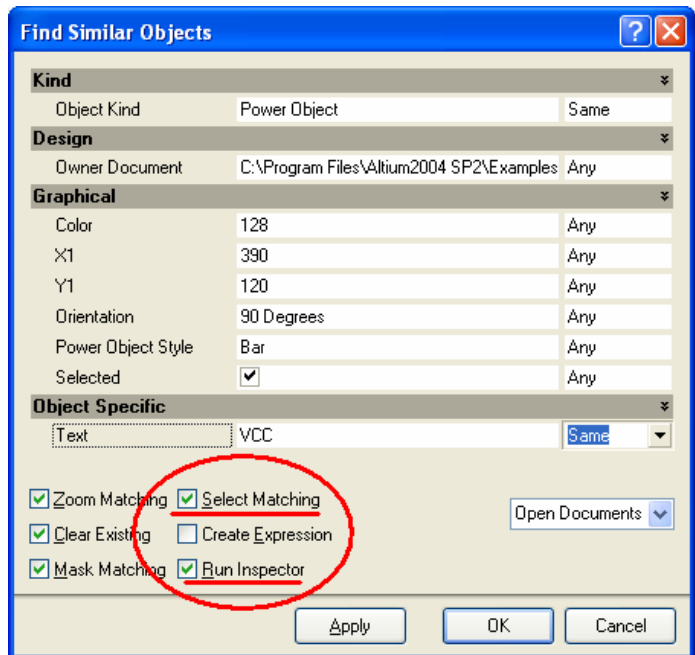 Find Similar Objects
Kind
Object Kind Power Object Same
Design
Owner Document C:\Program Files\Altium2004 SP2\Examples Any
Graphical
Color 128 Any
X1 390 Any
Y1 120 Any
Orientation 90 Degrees Any
Power Object Style Bar Any
Selected Any
Object Specific
Text VCC Same
Zoom Matching Select Matching
Open Documents
Clear Existing Create Expression
Mask Matching Run Inspector
Apply OK Cancel